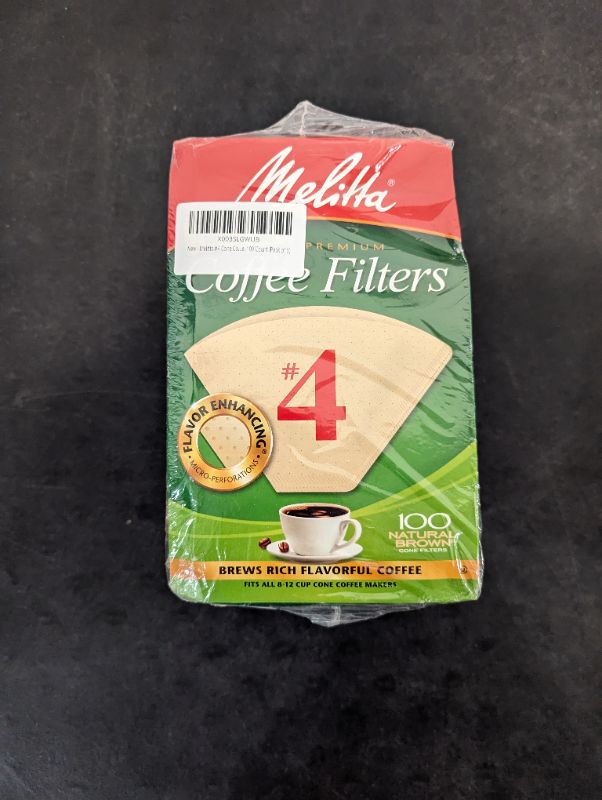 Melitta®
X003SLGWUB
PREMIUM
Coffee Filters
#4
FLAVOR ENHANCING®
• MICRO-PERFORATIONS •
100
NATURAL
BROWN
CONE FILTERS
BREWS RICH FLAVORFUL COFFEE
FITS ALL 8-12 CUP CONE COFFEE MAKERS